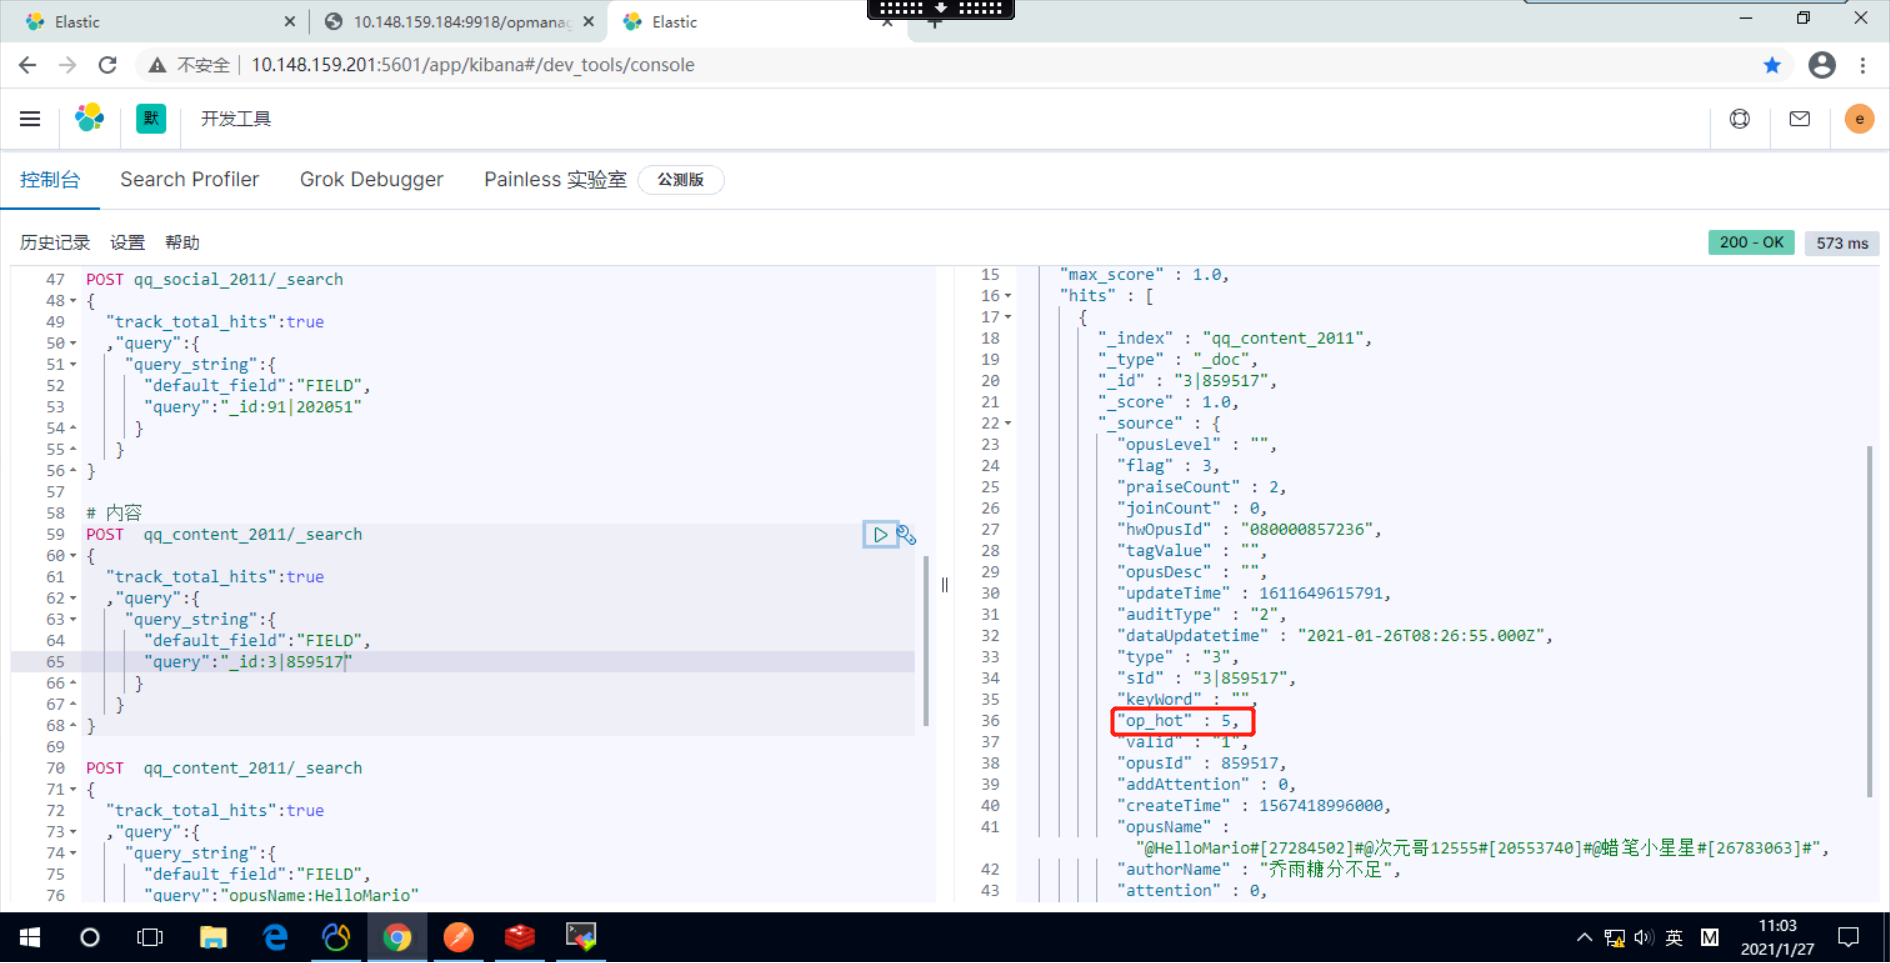 Elastic
10.148.159.184:9918/opmanag
Elastic
不安全
10.148.159.201:5601/app/kibana#/dev_tools/console
默
开发工具
e
控制台
Search Profiler
Grok Debugger
Painless 实验室
公测版
历史记录
设置
帮助
200 - OK
573 ms
47 POST qq_social_2011/_search
48 {
49 "track_total_hits":true
50 ,"query":{
51 "query_string":{
52 "default_field":"FIELD",
53 "query":"_id:91|202051"
54 }
55 }
56 }
57
58 # 内容
59 POST qq_content_2011/_search
60 {
61 "track_total_hits":true
62 ,"query":{
63 "query_string":{
64 "default_field":"FIELD",
65 "query":"_id:3|859517"
66 }
67 }
68 }
69
70 POST qq_content_2011/_search
71 {
72 "track_total_hits":true
73 ,"query":{
74 "query_string":{
75 "default_field":"FIELD",
76 "query":"opusName:HelloMario"
15 "max_score" : 1.0,
16 "hits" : [
17 {
18 "_index" : "qq_content_2011",
19 "_type" : "_doc",
20 "_id" : "3|859517",
21 "_score" : 1.0,
22 "_source" : {
23 "opusLevel" : "",
24 "flag" : 3,
25 "praiseCount" : 2,
26 "joinCount" : 0,
27 "hwOpusId" : "080000857236",
28 "tagValue" : "",
29 "opusDesc" : "",
30 "updateTime" : 1611649615791,
31 "auditType" : "2",
32 "dataUpdatetime" : "2021-01-26T08:26:55.000Z",
33 "type" : "3",
34 "sId" : "3|859517",
35 "keyWord" : "",
36 "op_hot" : 5,
37 "valid" : "1",
38 "opusId" : 859517,
39 "addAttention" : 0,
40 "createTime" : 1567418996000,
41 "opusName" :
"@HelloMario#[27284502]#@次元哥12555#[20553740]#@蜡笔小星星#[26783063]#",
42 "authorName" : "乔雨糖分不足",
43 "attention" : 0,
英
M
11:03
2021/1/27